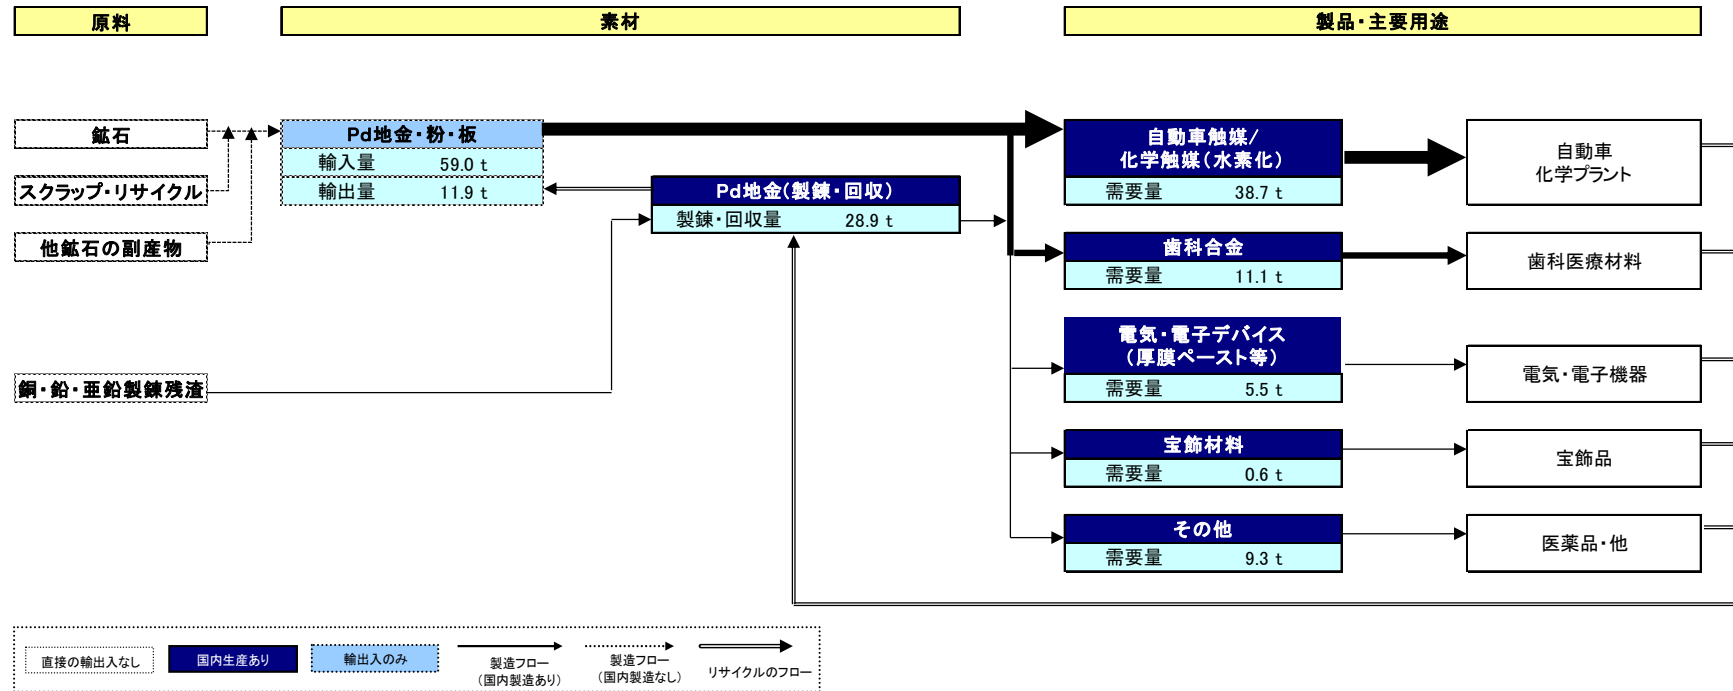 原料
素材
製品・主要用途
鉱石
スクラップ・リサイクル
他鉱石の副産物
銅・鉛・亜鉛製錬残渣
Pd地金・粉・板
輸入量 59.0 t
輸出量 11.9 t
Pd地金(製錬・回収)
製錬・回収量 28.9 t
自動車触媒/
化学触媒(水素化)
需要量 38.7 t
歯科合金
需要量 11.1 t
電気・電子デバイス
(厚膜ペースト等)
需要量 5.5 t
宝飾材料
需要量 0.6 t
その他
需要量 9.3 t
自動車
化学プラント
歯科医療材料
電気・電子機器
宝飾品
医薬品・他
直接の輸出入なし
国内生産あり
輸出入のみ
製造フロー
(国内製造あり)
製造フロー
(国内製造なし)
リサイクルのフロー